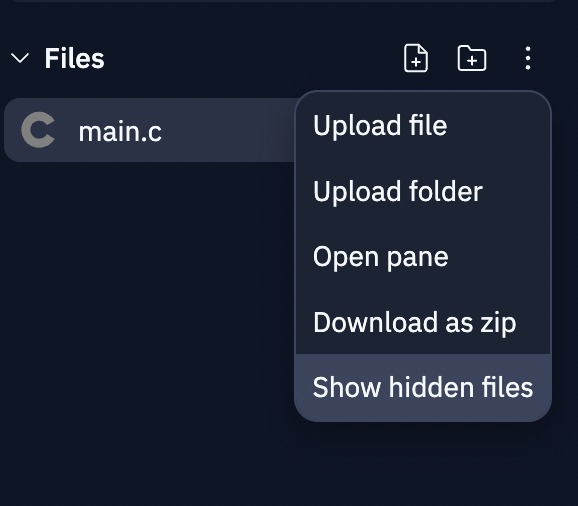 Files
main.c
Upload file
Upload folder
Open pane
Download as zip
Show hidden files